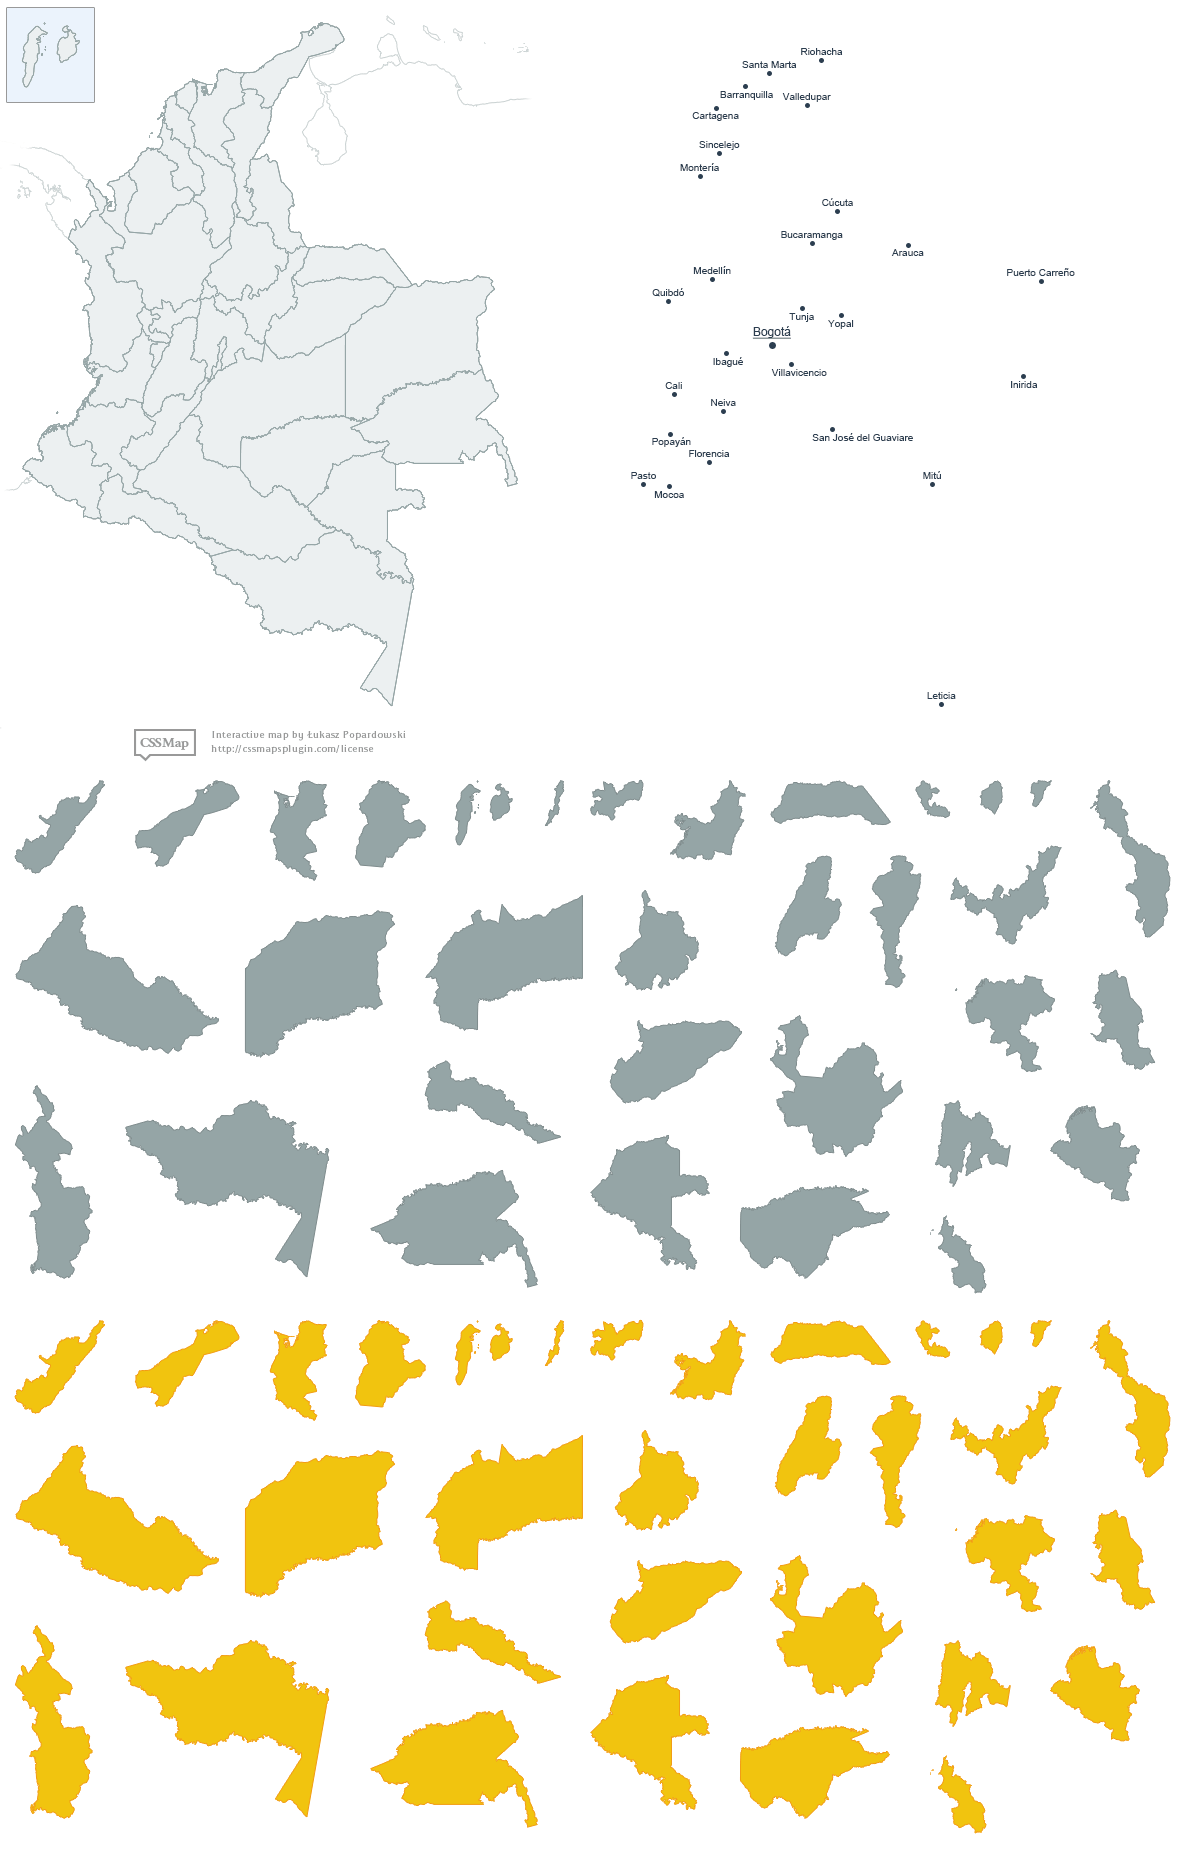 Riohacha
Santa Marta
Barranquilla
Valledupar
Cartagena
Sincelejo
Montería
Cúcuta
Bucaramanga
Arauca
Medellín
Puerto Carreño
Quibdó
Tunja
Yopal
Bogotá
Ibagué
Villavicencio
Cali
Inirida
Neiva
San José del Guaviare
Popayán
Florencia
Pasto
Mocoa
Mitú
Leticia
CSSMap
Interactive map by Łukasz Popardowski
http://cssmapsplugin.com/license